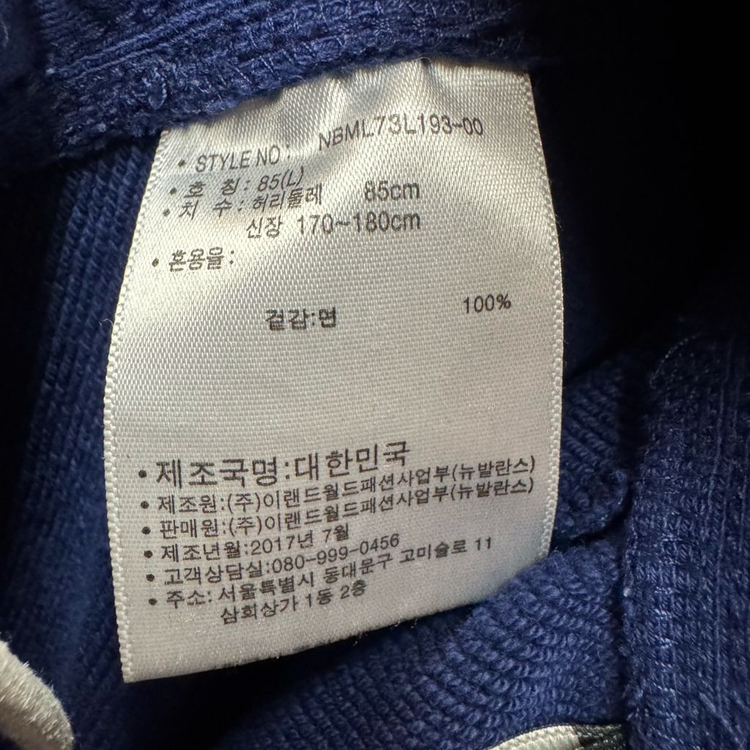 • STYLE NO : NBML73L193-00
• 호 칭 : 85(L)
• 치 수 : 허리둘레 85cm
신장 170~180cm
• 혼용율 :
겉감:면 100%
• 제조국명:대한민국
• 제조원:(주)이랜드월드패션사업부(뉴발란스)
• 판매원:(주)이랜드월드패션사업부(뉴발란스)
• 제조년월:2017년 7월
• 고객상담실:080-999-0456
• 주소: 서울특별시 동대문구 고미술로 11
삼희상가 1동 2층